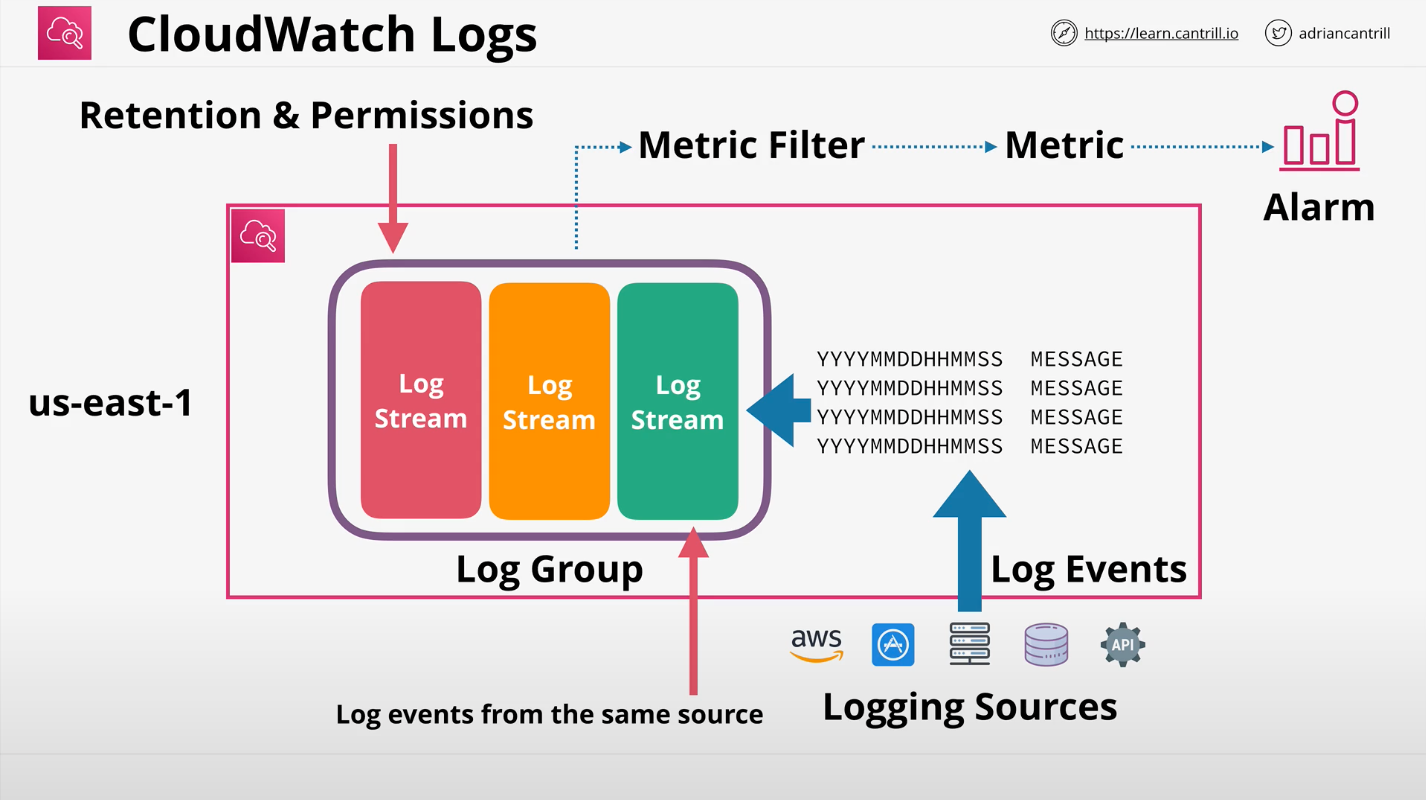 CloudWatch Logs
https://learn.cantrill.io
adriancantrill
Retention & Permissions
Metric Filter
Metric
Alarm
us-east-1
Log
Stream
Log
Stream
Log
Stream
YYYYMMDDHHMMSS MESSAGE
YYYYMMDDHHMMSS MESSAGE
YYYYMMDDHHMMSS MESSAGE
YYYYMMDDHHMMSS MESSAGE
Log Group
Log Events
aws
API
Log events from the same source
Logging Sources